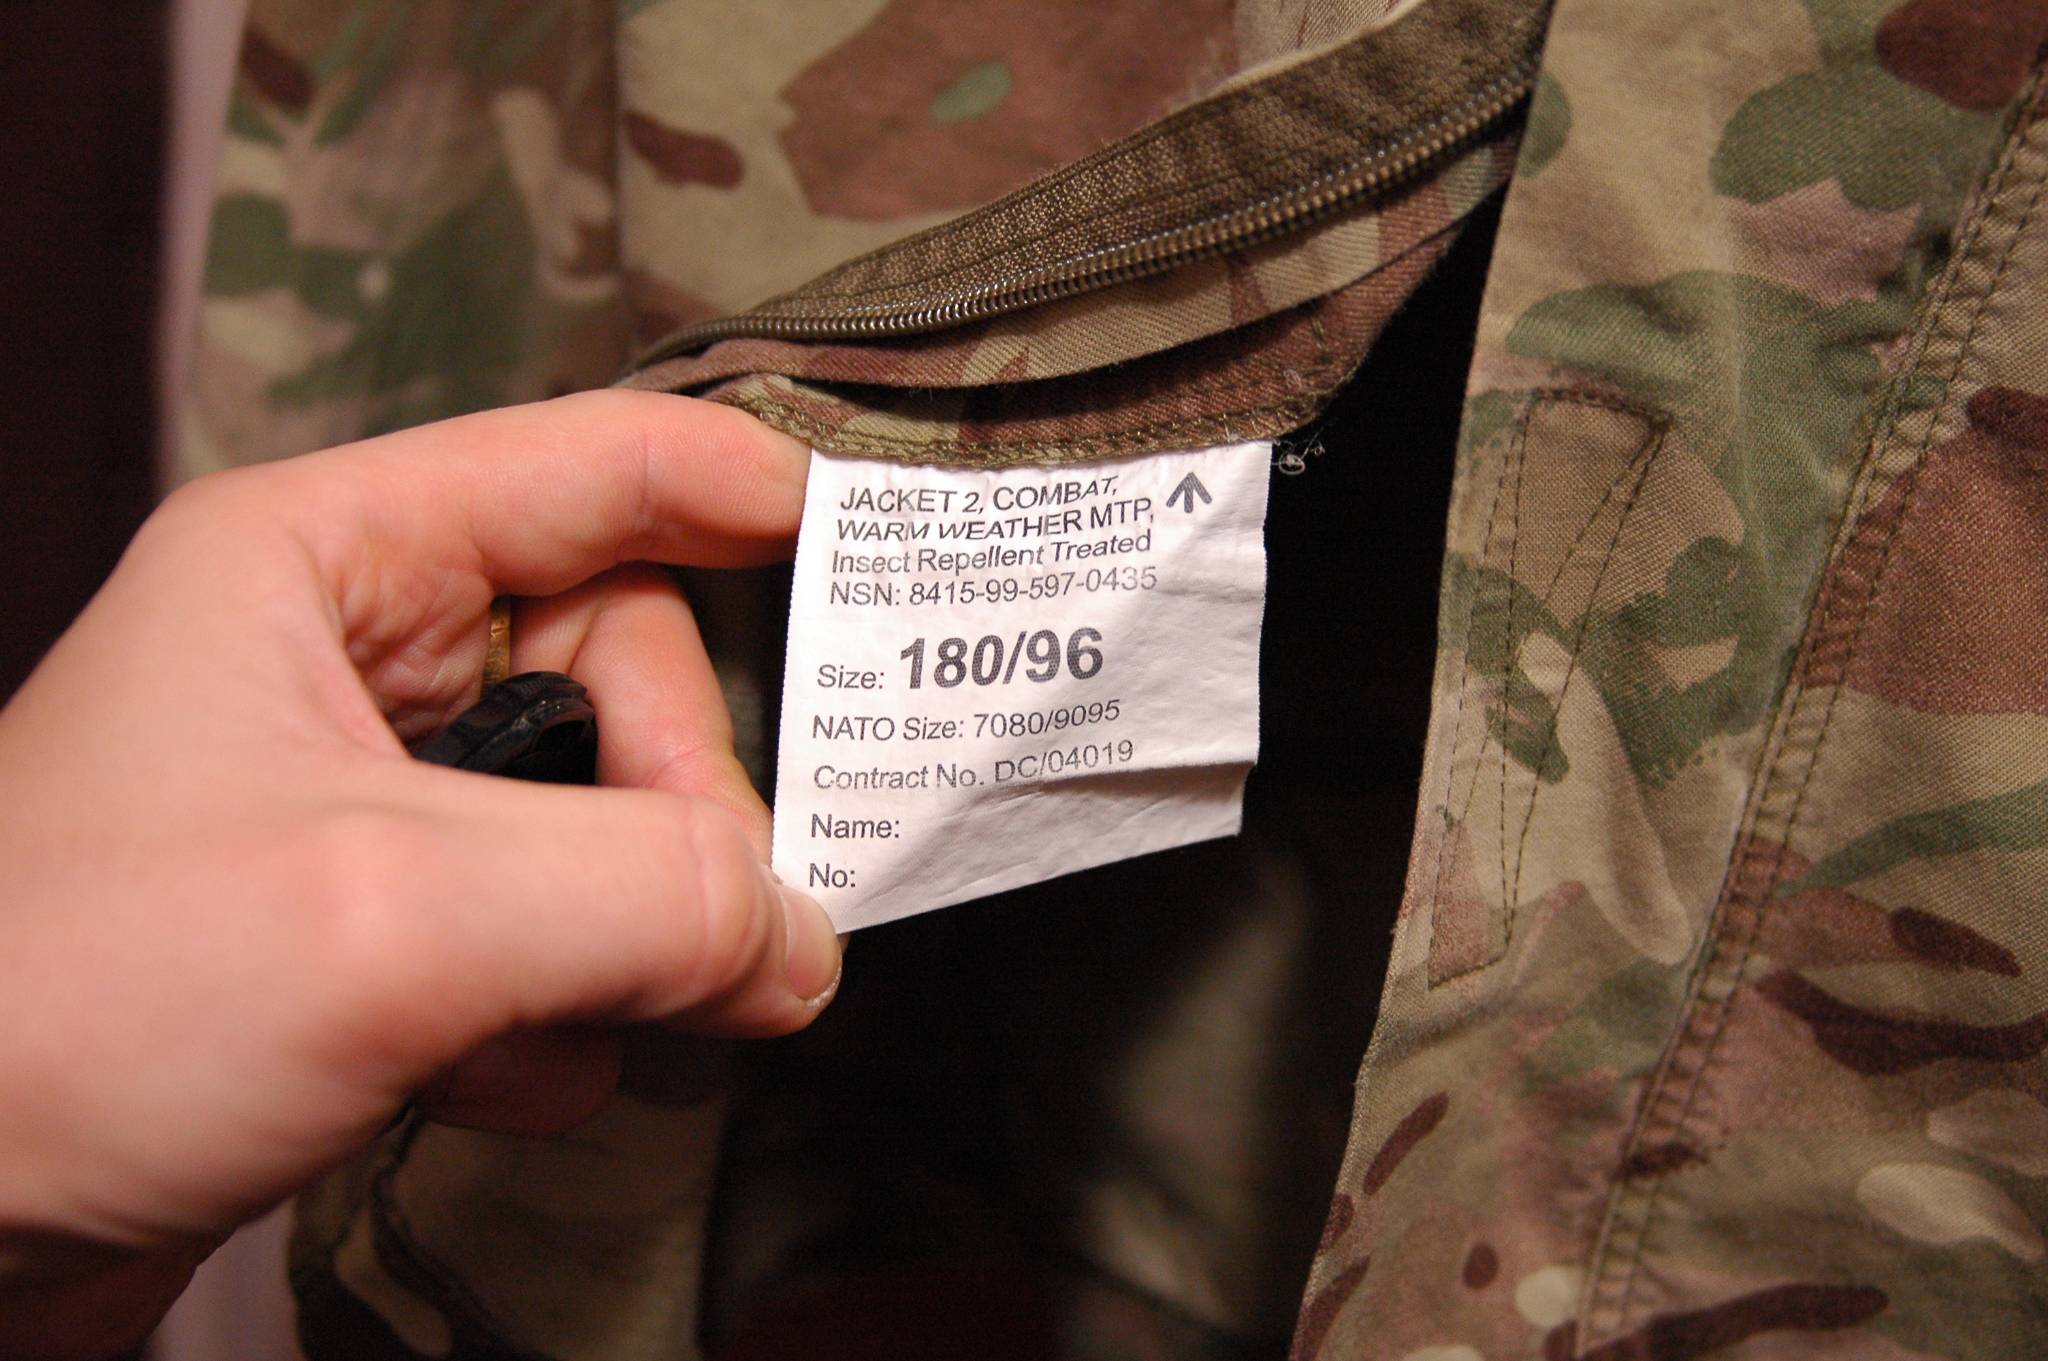 JACKET 2, COMBAT,
WARM WEATHER MTP,
Insect Repellent Treated
NSN: 8415-99-597-0435
Size: 180/96
NATO Size: 7080/9095
Contract No. DC/04019
Name:
No: